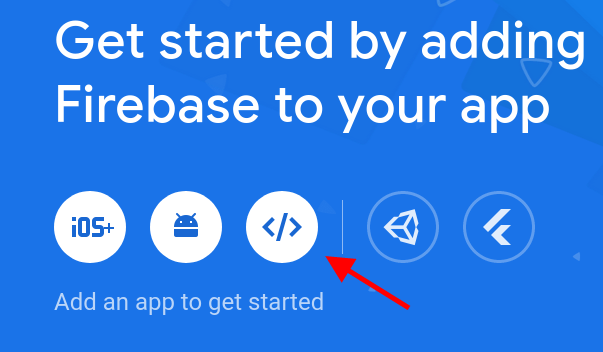 Get started by adding
Firebase to your app
iOS+
</>
Add an app to get started